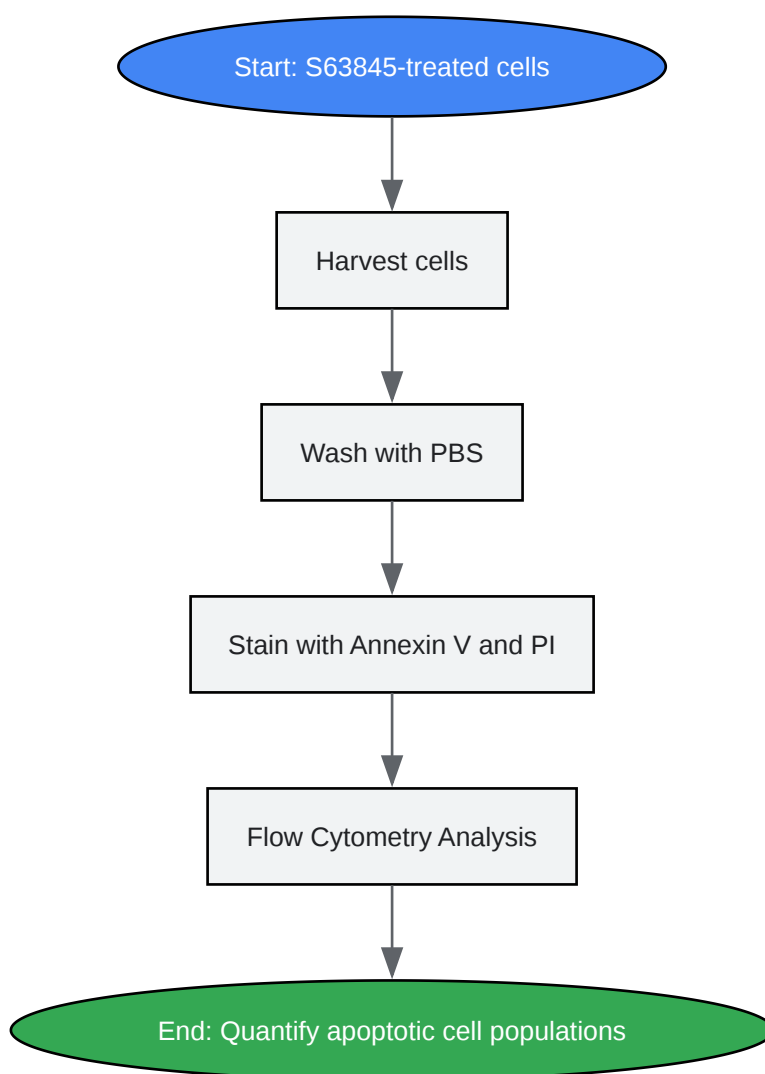 Start: S63845-treated cells
Harvest cells
Wash with PBS
Stain with Annexin V and PI
Flow Cytometry Analysis
End: Quantify apoptotic cell populations